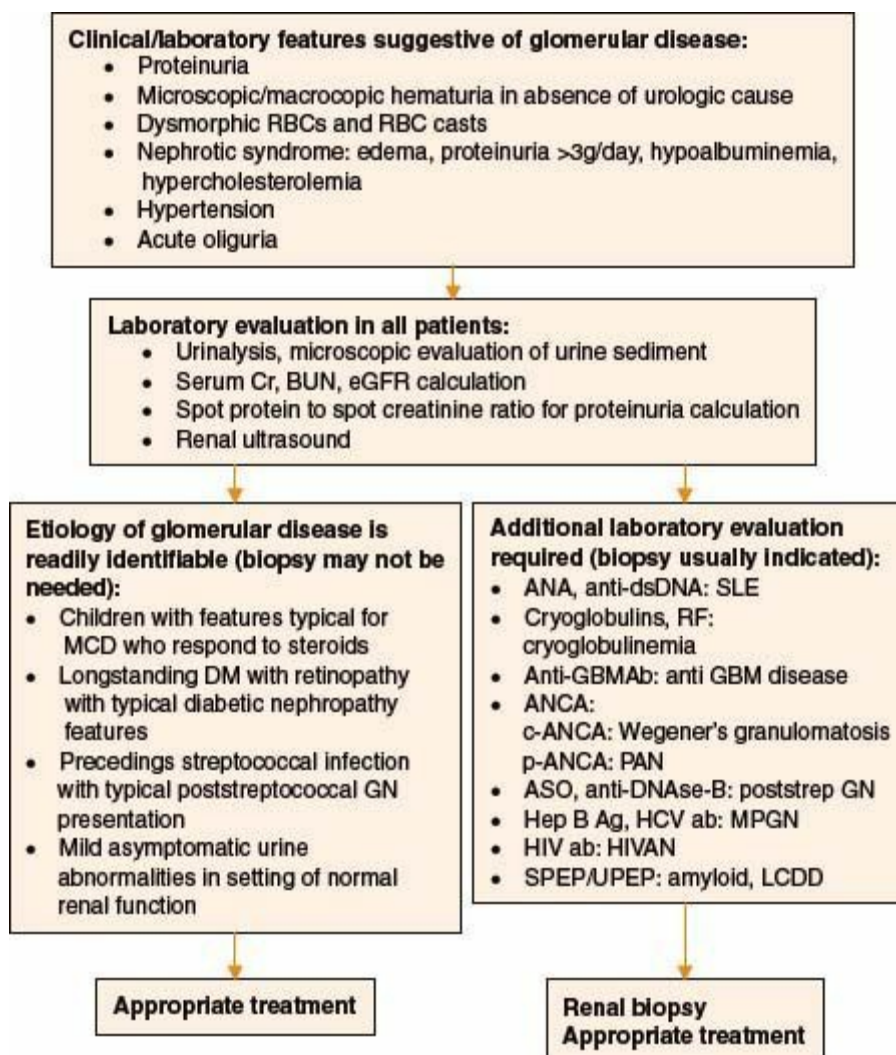 Clinical/laboratory features suggestive of glomerular disease:
• Proteinuria
• Microscopic/macrocopic hematuria in absence of urologic cause
• Dysmorphic RBCs and RBC casts
• Nephrotic syndrome: edema, proteinuria >3g/day, hypoalbuminemia,
hypercholesterolemia
• Hypertension
• Acute oliguria
Laboratory evaluation in all patients:
• Urinalysis, microscopic evaluation of urine sediment
• Serum Cr, BUN, eGFR calculation
• Spot protein to spot creatinine ratio for proteinuria calculation
• Renal ultrasound
Etiology of glomerular disease is
readily identifiable (biopsy may not be
needed):
• Children with features typical for
MCD who respond to steroids
• Longstanding DM with retinopathy
with typical diabetic nephropathy
features
• Precedings streptococcal infection
with typical poststreptococcal GN
presentation
• Mild asymptomatic urine
abnormalities in setting of normal
renal function
Additional laboratory evaluation
required (biopsy usually indicated):
• ANA, anti-dsDNA: SLE
• Cryoglobulins, RF:
cryoglobulinemia
• Anti-GBMAb: anti GBM disease
• ANCA:
c-ANCA: Wegener's granulomatosis
p-ANCA: PAN
• ASO, anti-DNAse-B: poststrep GN
• Hep B Ag, HCV ab: MPGN
• HIV ab: HIVAN
• SPEP/UPEP: amyloid, LCDD
Appropriate treatment
Renal biopsy
Appropriate treatment